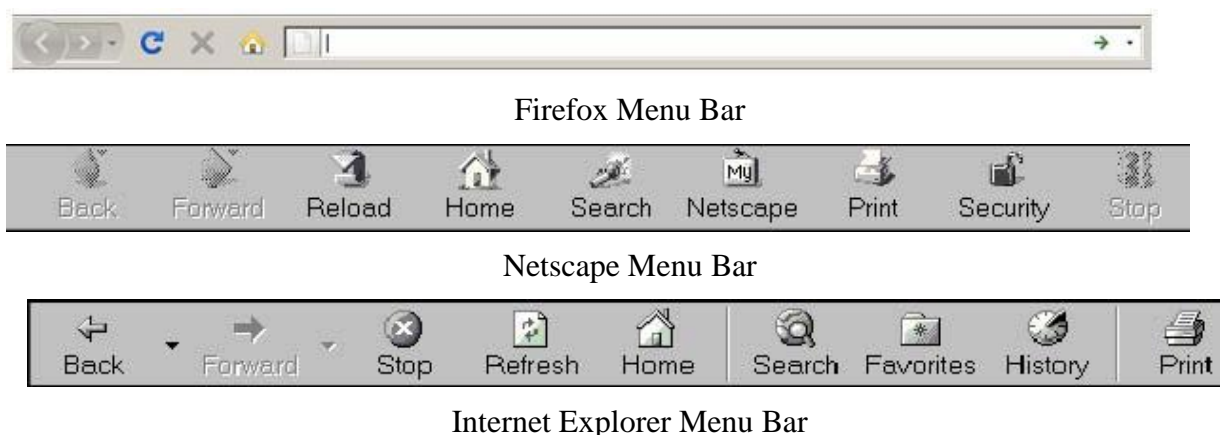 Firefox Menu Bar
Back Forward Reload Home Search My Netscape Print Security Stop
Netscape Menu Bar
Back Forward Stop Refresh Home Search Favorites History Print
Internet Explorer Menu Bar